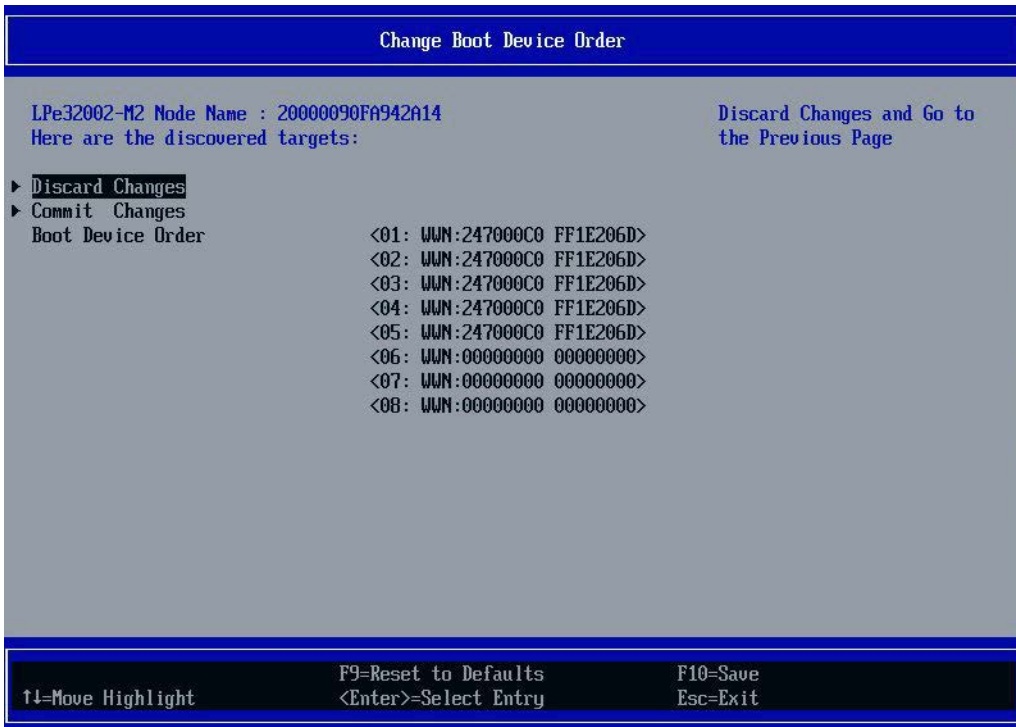 Change Boot Device Order
LPe32002-M2 Node Name : 20000090FA942A14
Here are the discovered targets:
Discard Changes and Go to
the Previous Page
Discard Changes
Commit  Changes
Boot Device Order
<01: WWN:247000C0 FF1E206D>
<02: WWN:247000C0 FF1E206D>
<03: WWN:247000C0 FF1E206D>
<04: WWN:247000C0 FF1E206D>
<05: WWN:247000C0 FF1E206D>
<06: WWN:00000000 00000000>
<07: WWN:00000000 00000000>
<08: WWN:00000000 00000000>
F9=Reset to Defaults
F10=Save
↑↓=Move Highlight
<Enter>=Select Entry
Esc=Exit